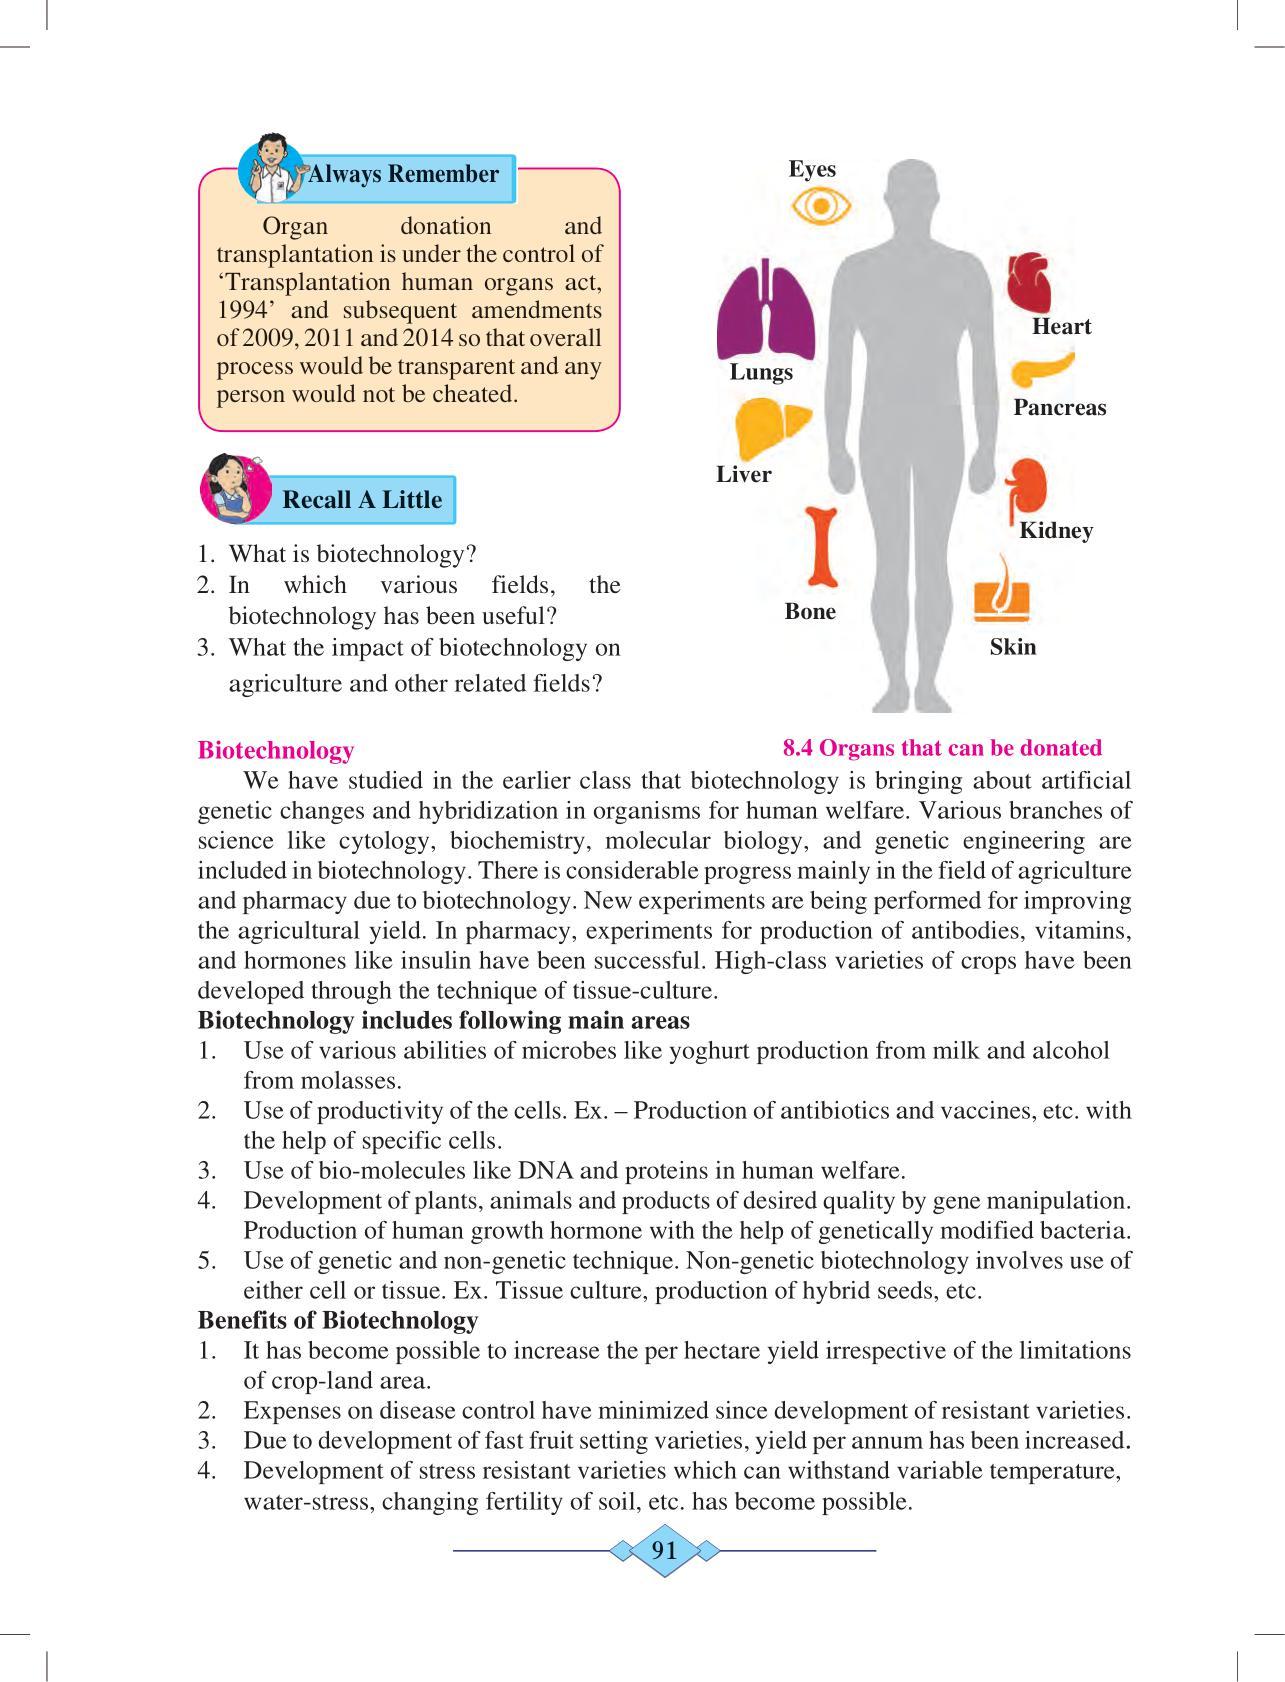 Always Remember
Organ donation and
transplantation is under the control of
‘Transplantation human organs act,
1994’ and subsequent amendments
of 2009, 2011 and 2014 so that overall
process would be transparent and any
person would not be cheated.
Recall A Little
1. What is biotechnology?
2. In which various fields, the
biotechnology has been useful?
3. What the impact of biotechnology on
agriculture and other related fields?
Eyes
Heart
Lungs
Pancreas
Liver
Kidney
Bone
Skin
8.4 Organs that can be donated
Biotechnology
We have studied in the earlier class that biotechnology is bringing about artificial
genetic changes and hybridization in organisms for human welfare. Various branches of
science like cytology, biochemistry, molecular biology, and genetic engineering are
included in biotechnology. There is considerable progress mainly in the field of agriculture
and pharmacy due to biotechnology. New experiments are being performed for improving
the agricultural yield. In pharmacy, experiments for production of antibodies, vitamins,
and hormones like insulin have been successful. High-class varieties of crops have been
developed through the technique of tissue-culture.
Biotechnology includes following main areas
1. Use of various abilities of microbes like yoghurt production from milk and alcohol
from molasses.
2. Use of productivity of the cells. Ex. – Production of antibiotics and vaccines, etc. with
the help of specific cells.
3. Use of bio-molecules like DNA and proteins in human welfare.
4. Development of plants, animals and products of desired quality by gene manipulation.
Production of human growth hormone with the help of genetically modified bacteria.
5. Use of genetic and non-genetic technique. Non-genetic biotechnology involves use of
either cell or tissue. Ex. Tissue culture, production of hybrid seeds, etc.
Benefits of Biotechnology
1. It has become possible to increase the per hectare yield irrespective of the limitations
of crop-land area.
2. Expenses on disease control have minimized since development of resistant varieties.
3. Due to development of fast fruit setting varieties, yield per annum has been increased.
4. Development of stress resistant varieties which can withstand variable temperature,
water-stress, changing fertility of soil, etc. has become possible.
91